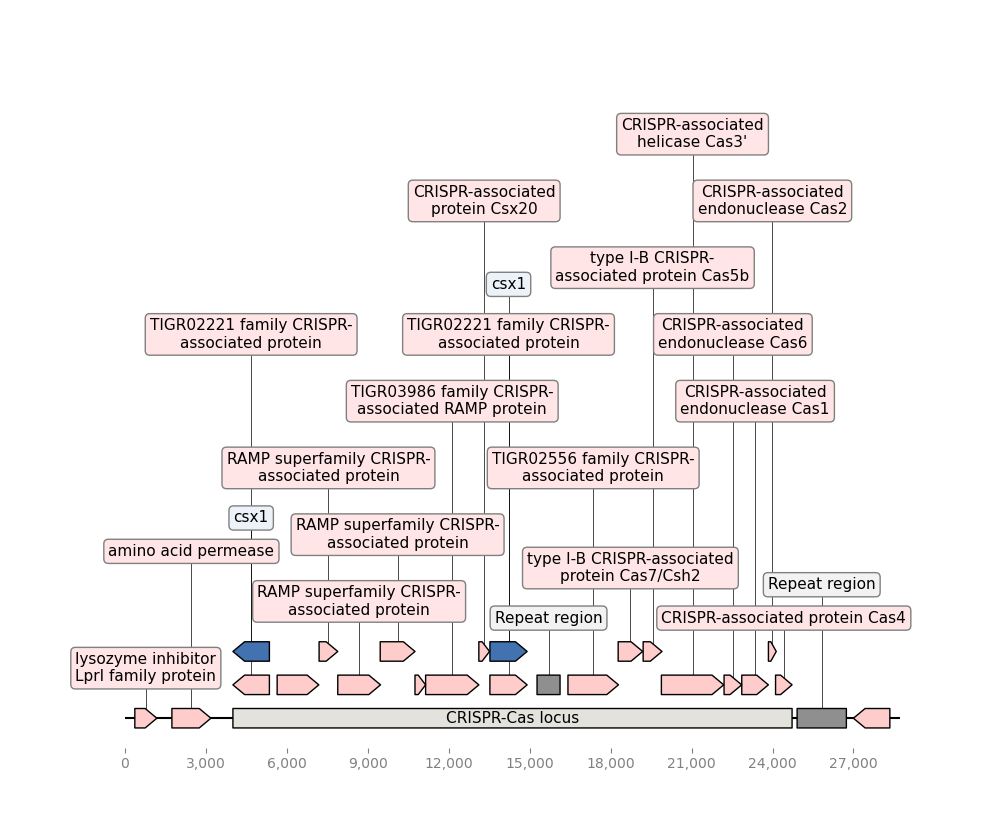 CRISPR-associated
helicase Cas3'
CRISPR-associated
protein Csx20
CRISPR-associated
endonuclease Cas2
type I-B CRISPR-
associated protein Cas5b
csx1
TIGR02221 family CRISPR-
associated protein
TIGR02221 family CRISPR-
associated protein
CRISPR-associated
endonuclease Cas6
TIGR03986 family CRISPR-
associated RAMP protein
CRISPR-associated
endonuclease Cas1
RAMP superfamily CRISPR-
associated protein
TIGR02556 family CRISPR-
associated protein
csx1
RAMP superfamily CRISPR-
associated protein
amino acid permease
type I-B CRISPR-associated
protein Cas7/Csh2
Repeat region
RAMP superfamily CRISPR-
associated protein
Repeat region
CRISPR-associated protein Cas4
lysozyme inhibitor
LprI family protein
CRISPR-Cas locus
0 3,000 6,000 9,000 12,000 15,000 18,000 21,000 24,000 27,000